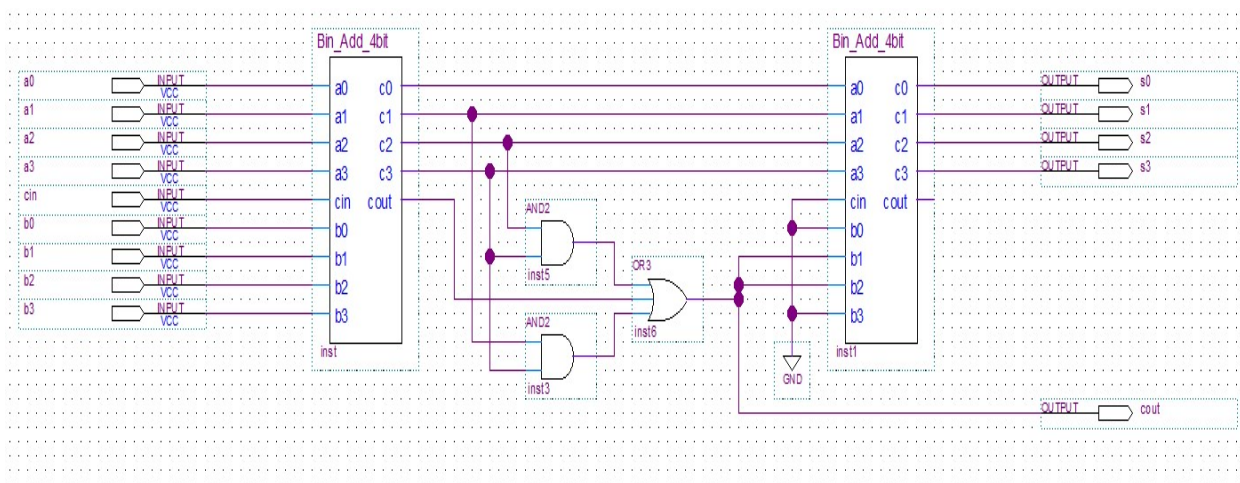 Bin_Add_4bit
Bin_Add_4bit
a0 INPUT VCC a0 c0 a0 c0 OUTPUT s0
a1 INPUT VCC a1 c1 a1 c1 OUTPUT s1
a2 INPUT VCC a2 c2 a2 c2 OUTPUT s2
a3 INPUT VCC a3 c3 a3 c3 OUTPUT s3
cin INPUT VCC cin cout cin cout
b0 INPUT VCC b0 AND2 b0
b1 INPUT VCC b1 b1
inst5 OR3
b2 INPUT VCC b2 b2
b3 INPUT VCC b3 AND2 inst6 b3
inst inst1
GND
inst3
OUTPUT cout